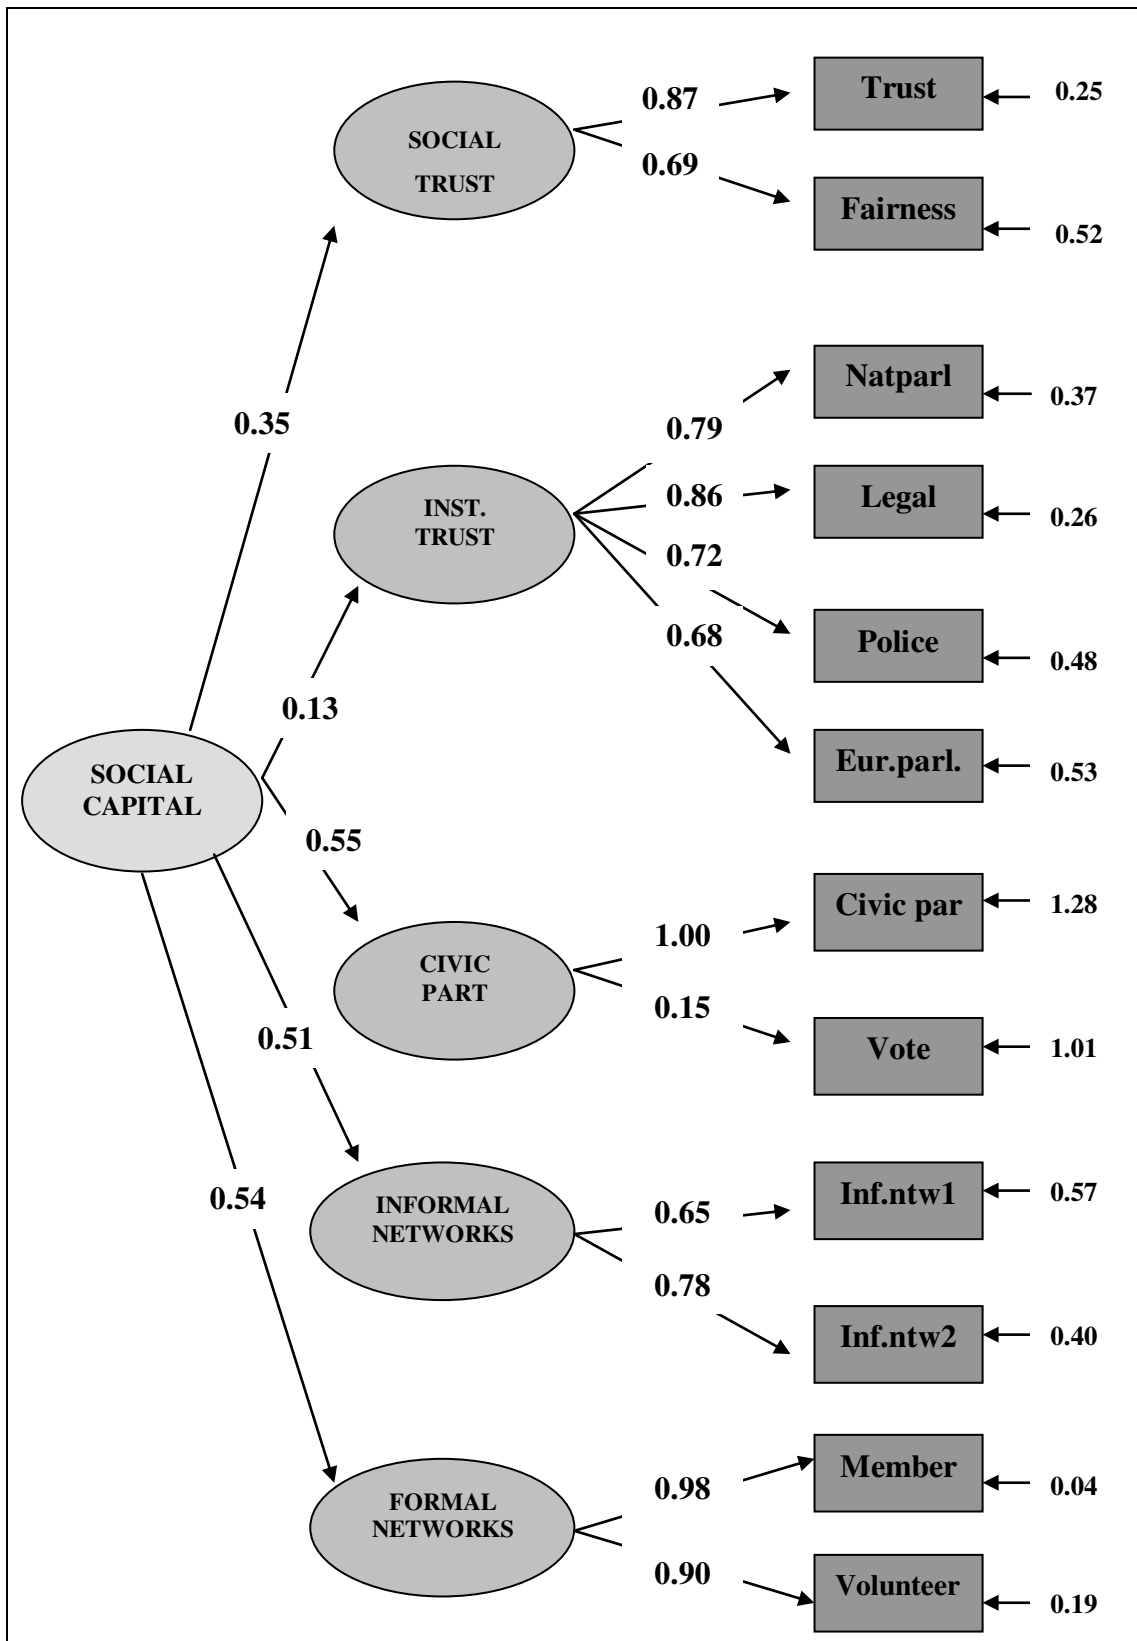 0.87
Trust
0.25
SOCIAL
TRUST
0.69
Fairness
0.52
0.35
Natparl
0.37
0.79
INST.
TRUST
0.86
Legal
0.26
0.72
Police
0.48
0.68
0.13
Eur.parl.
0.53
SOCIAL
CAPITAL
0.55
Civic par
1.28
1.00
CIVIC
PART
0.15
Vote
1.01
0.51
Inf.ntw1
0.57
0.54
INFORMAL
NETWORKS
0.65
0.78
Inf.ntw2
0.40
Member
0.04
0.98
FORMAL
NETWORKS
0.90
Volunteer
0.19